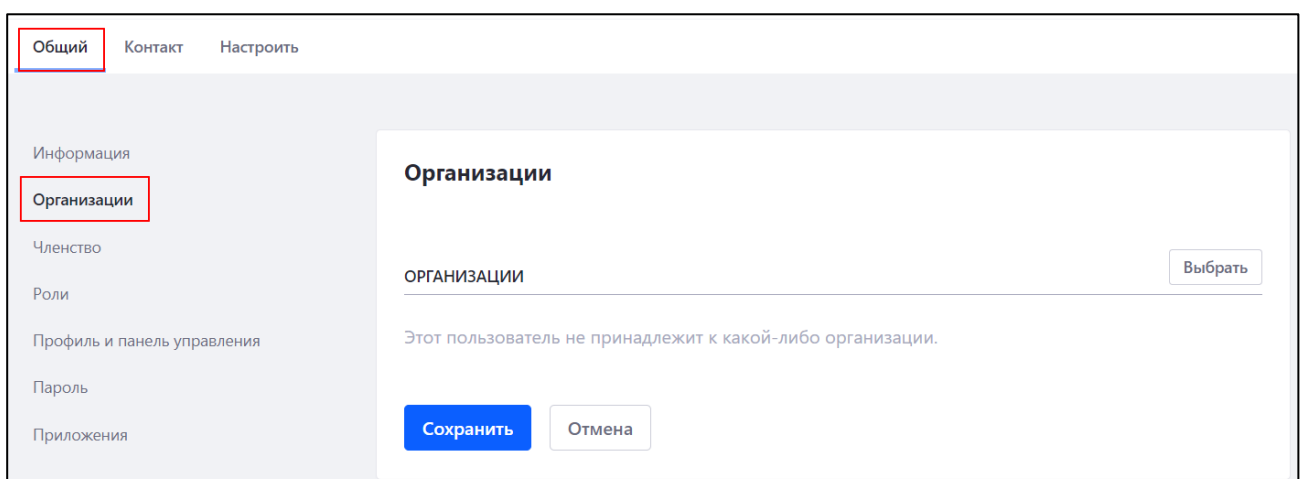 Общий Контакт Настроить
Информация
Организации
Членство
Роли
Профиль и панель управления
Пароль
Приложения
Организации
ОРГАНИЗАЦИИ
Выбрать
Этот пользователь не принадлежит к какой-либо организации.
Сохранить Отмена